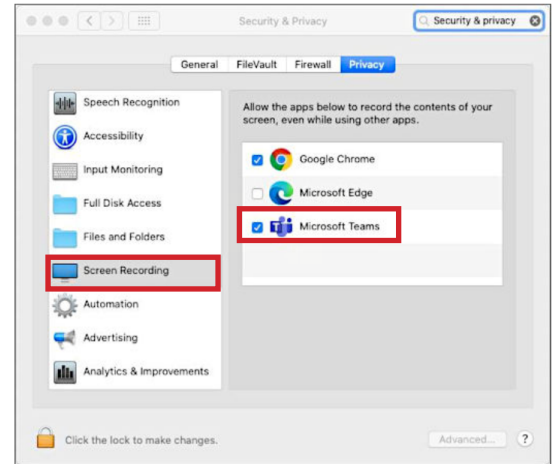 Security & Privacy
Security & privacy
General FileVault Firewall Privacy
Speech Recognition
Accessibility
Input Monitoring
Full Disk Access
Files and Folders
Screen Recording
Automation
Advertising
Analytics & Improvements
Allow the apps below to record the contents of your
screen, even while using other apps.
Google Chrome
Microsoft Edge
Microsoft Teams
Click the lock to make changes.
Advanced... ?